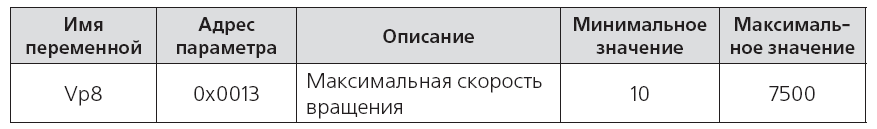 Имя переменной
Адрес параметра
Описание
Минимальное значение
Максималь-
ное значение
Vp8
0x0013
Максимальная скорость
вращения
10
7500